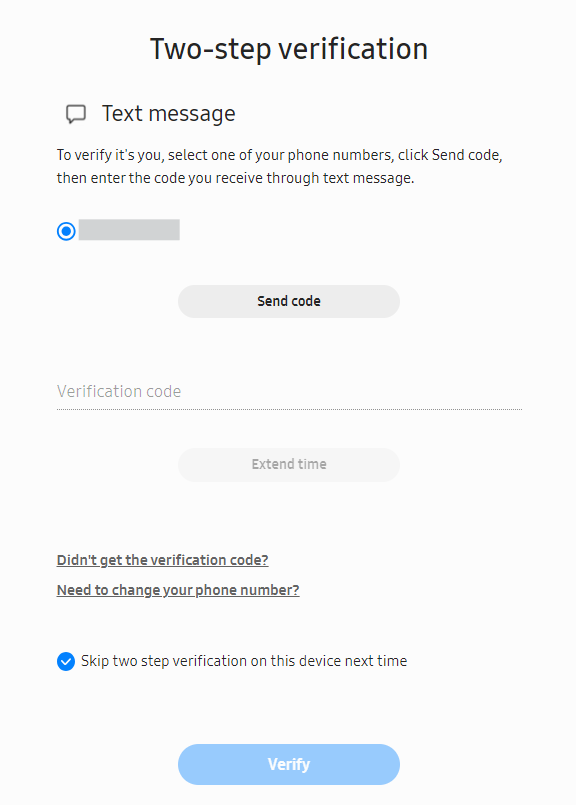 Two-step verification
Text message
To verify it's you, select one of your phone numbers, click Send code,
then enter the code you receive through text message.
Send code
Verification code
Extend time
Didn't get the verification code?
Need to change your phone number?
Skip two step verification on this device next time
Verify